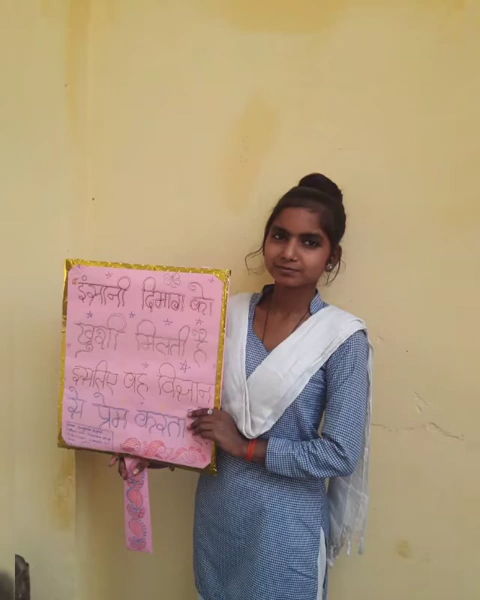 इंसानी दिमाग को
खुशी मिलती है
इसलिए वह विज्ञान
से प्रेम करता